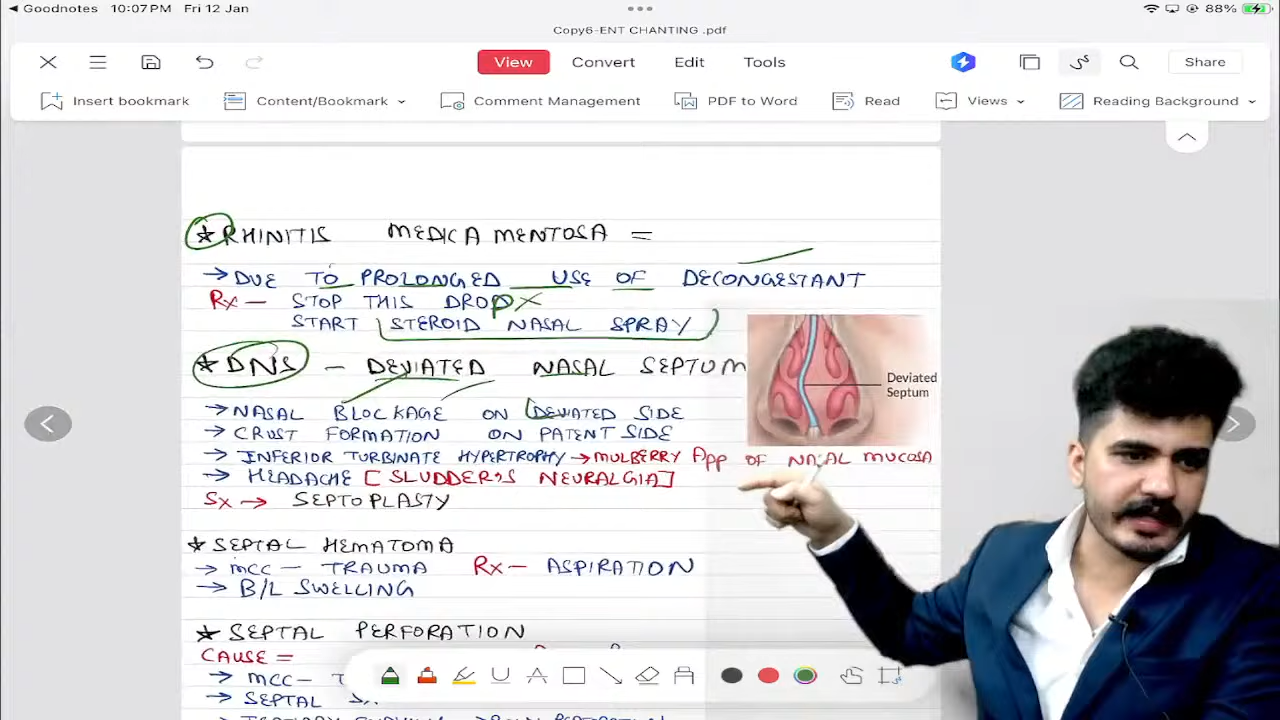 Goodnotes 10:07PM Fri 12 Jan 88%
Copy6-ENT CHANTING .pdf
View Convert Edit Tools Share
Insert bookmark Content/Bookmark Comment Management PDF to Word Read Views Reading Background
★ RHINITIS MEDICAMENTOSA =
→ DUE TO PROLONGED USE OF DECONGESTANT
Rx — STOP THIS DROP
START STEROID NASAL SPRAY
★ DNS – DEVIATED NASAL SEPTUM
Deviated
Septum
→ NASAL BLOCKAGE ON DEVIATED SIDE
→ CRUST FORMATION ON PATENT SIDE
→ INFERIOR TURBINATE HYPERTROPHY → MULBERRY App OF NASAL MUCOSA
→ HEADACHE [SLUDDER'S NEURALGIA]
Sx → SEPTOPLASTY
★ SEPTAL HEMATOMA
→ MCC – TRAUMA Rx – ASPIRATION
→ B/L SWELLING
★ SEPTAL PERFORATION
CAUSE =
→ MCC –
→ SEPTAL